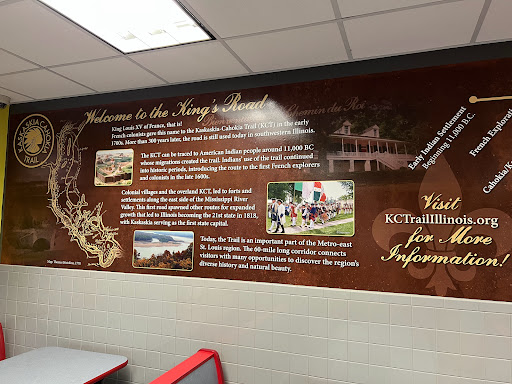 KASKASKIA-CAHOKIA
TRAIL
Welcome to the King's Road
Chemin du Roi
King Louis XV of France, that is!
French colonists gave this name to the Kaskaskia-Cahokia Trail (KCT) in the early
1700s. More than 300 years later, the road is still used today in southwestern Illinois.
The KCT can be traced to American Indian people around 11,000 BC
whose migrations created the trail. Indians' use of the trail continued
into historic periods, introducing the route to the first French explorers
and colonists in the late 1600s.
Colonial villages and the overland KCT, led to forts and
settlements along the east side of the Mississippi River
Valley. This first road spawned other routes for expanded
growth that led to Illinois becoming the 21st state in 1818,
with Kaskaskia serving as the first state capital.
Today, the Trail is an important part of the Metro-east
St. Louis region. The 60-mile long corridor connects
visitors with many opportunities to discover the region's
diverse history and natural beauty.
Early Indian Settlement
Beginning 11,000 BC
French Explorati
Cahokia/K
Visit
KCTrailIllinois.org
for More
Information!